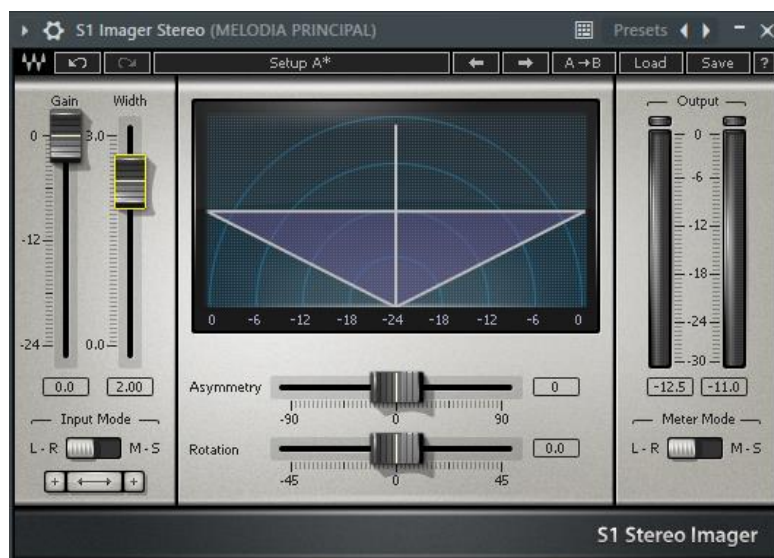 S1 Imager Stereo (MELODIA PRINCIPAL) Presets
Setup A* A→B Load Save ?
Gain Width
0 3.0
-12
-24 0.0
0.0 2.00
Input Mode
L - R M - S
+ ←→ +
0 -6 -12 -18 -24 -18 -12 -6 0
Asymmetry 0
-90 0 90
Rotation 0.0
-45 0 45
Output
0
-6
-12
-18
-24
-30
-12.5 -11.0
Meter Mode
L - R M - S
S1 Stereo Imager